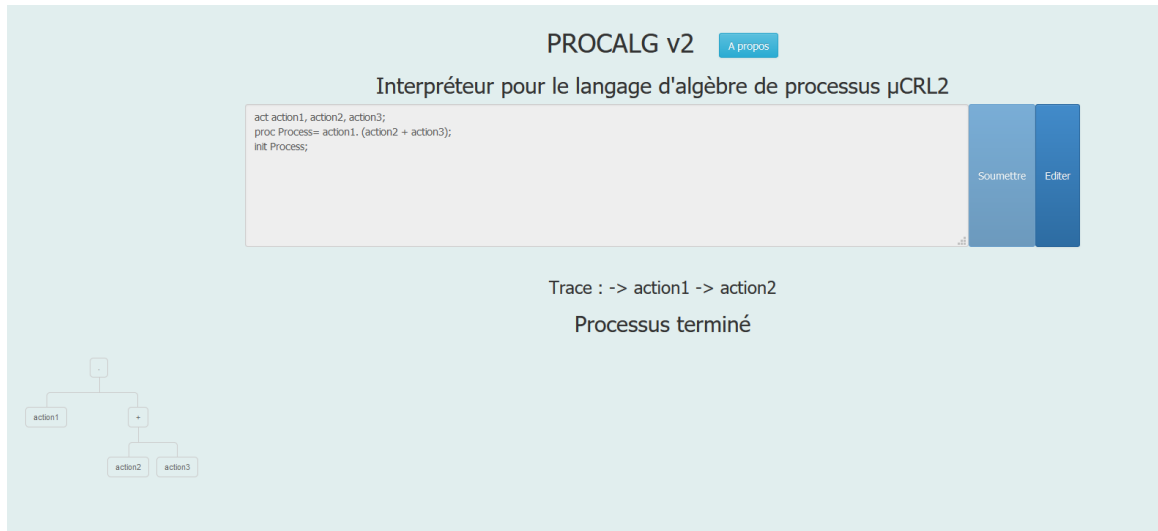 PROCALG v2
A propos
Interpréteur pour le langage d'algèbre de processus µCRL2
act action1, action2, action3;
proc Process= action1. (action2 + action3);
init Process;
Soumettre
Editer
Trace : -> action1 -> action2
Processus terminé
.
action1
+
action2
action3